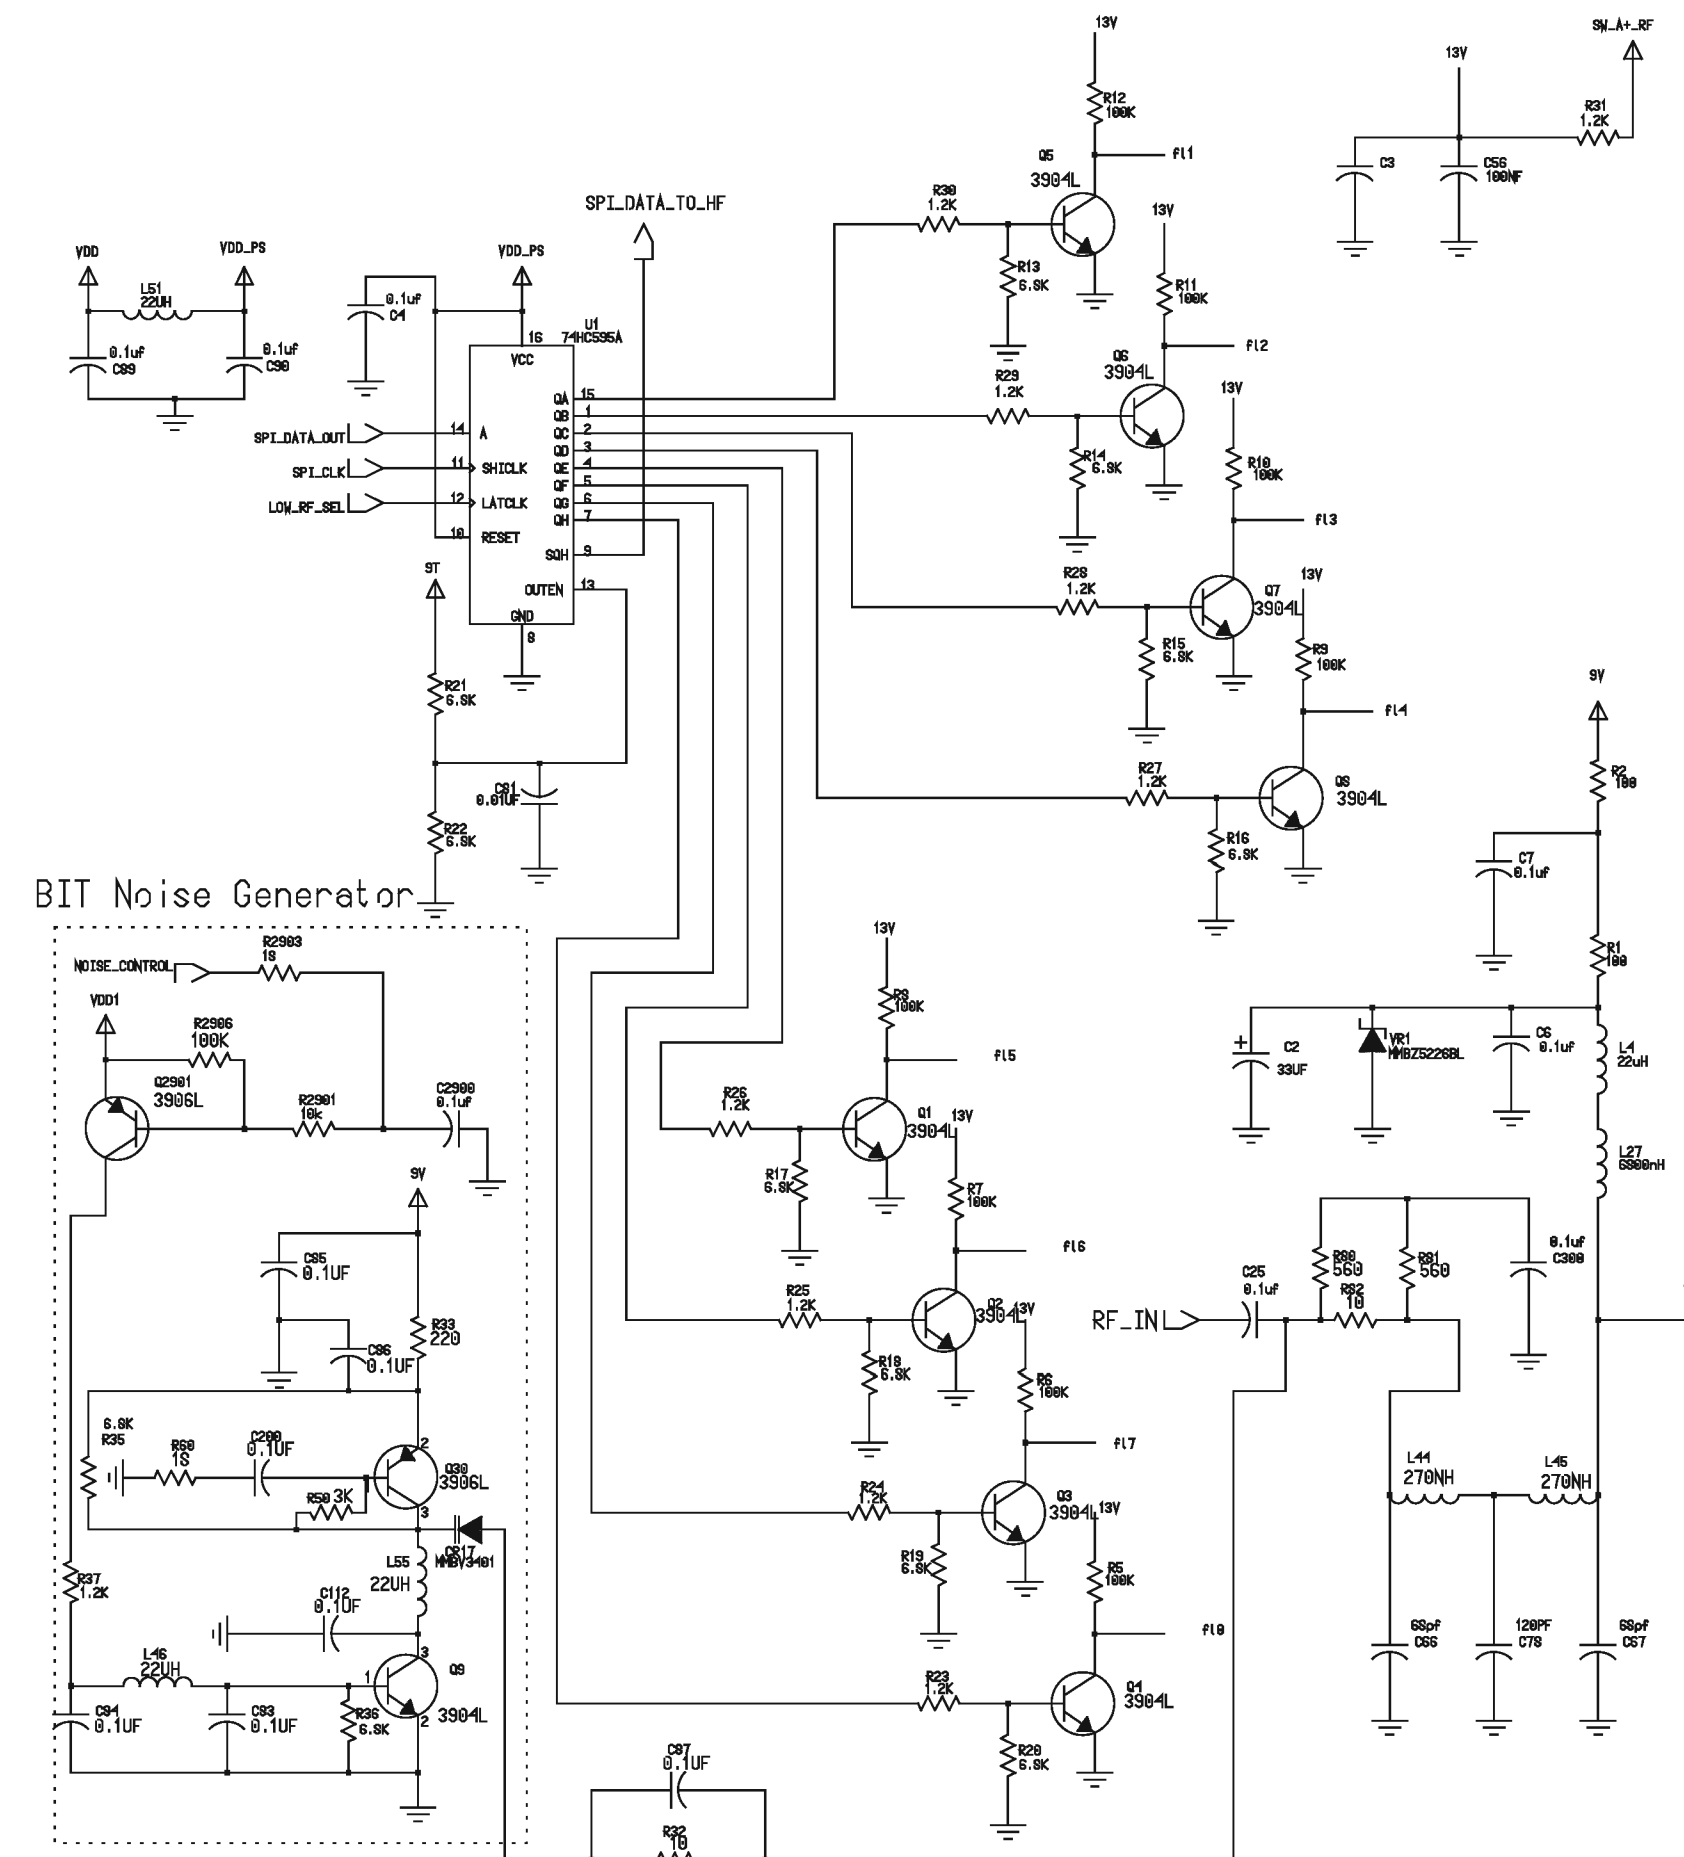 13V
SW_A+_RF
13V
R12
100K
R31
1.2K
Q5
3904L
fl1
C3
C56
100NF
R30
1.2K
SPI_DATA_TO_HF
13V
VDD
VDD_PS
VDD_PS
R13
6.8K
R11
100K
L51
22UH
0.1uf
C4
U1
74HC595A
16
VCC
fl2
0.1uf
C89
0.1uf
C90
Q6
3904L
R29
1.2K
13V
QA 15
QB 1
QC 2
QD 3
QE 4
QF 5
QG 6
QH 7
SQH 9
OUTEN 13
GND
8
SPI_DATA_OUT
14 A
SPI_CLK
11 SHICLK
LOW_RF_SEL
12 LATCLK
10 RESET
R14
6.8K
R10
100K
fl3
9T
R28
1.2K
13V
Q7
3904L
R15
6.8K
R9
100K
R21
6.8K
9V
fl4
R27
1.2K
Q8
3904L
R2
100
C81
0.01UF
R22
6.8K
R16
6.8K
C7
0.1uf
BIT Noise Generator
13V
R2903
18
NOISE_CONTROL
R1
100
VDD1
R8
100K
R2906
100K
fl5
C2
33UF
VR1
MMBZ5226BL
C6
0.1uf
L4
22uH
Q2901
3906L
R2901
10k
C2900
0.1uf
R26
1.2K
Q1
3904L
13V
L27
6800nH
9V
R17
6.8K
R7
100K
fl6
C85
0.1UF
R80
560
R81
560
0.1uf
C308
C25
0.1uf
R82
10
RF_IN
R25
1.2K
Q2
3904L
13V
R33
220
C86
0.1UF
R18
6.8K
R6
100K
6.8K
R35
R60
18
C200
0.1UF
fl7
Q30
3906L
2
3
R50 3K
R24
1.2K
Q3
3904L
13V
L44
270NH
L45
270NH
CR17
MMBV3401
L55
22UH
R19
6.8K
R5
100K
R37
1.2K
C112
0.1UF
fl8
68pf
C66
120PF
C78
68pf
C67
L46
22UH
1
3
2
Q9
3904L
R23
1.2K
Q4
3904L
C94
0.1UF
C93
0.1UF
R36
6.8K
R20
6.8K
C87
0.1UF
R32
10